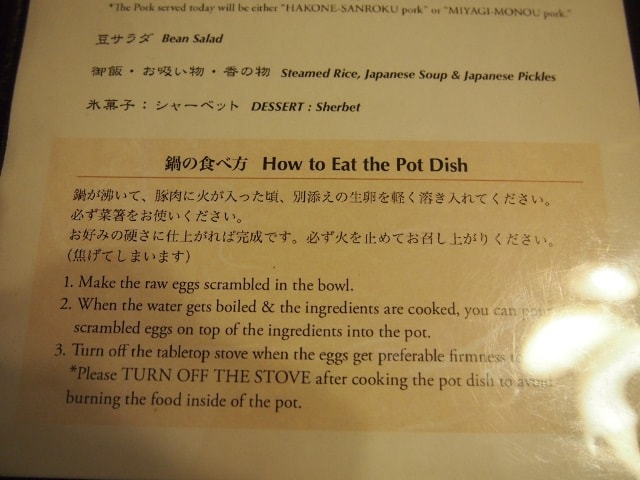 *The Pork served today will be either "HAKONE-SANROKU pork" or "MIYAGI-MONOU pork."
豆サラダ Bean Salad
御飯・お吸い物・香の物 Steamed Rice, Japanese Soup & Japanese Pickles
氷菓子：シャーベット DESSERT : Sherbet
鍋の食べ方 How to Eat the Pot Dish
鍋が沸いて、豚肉に火が入った頃、別添えの生卵を軽く溶き入れてください。
必ず菜箸をお使いください。
お好みの硬さに仕上がれば完成です。必ず火を止めてお召し上がりください。
（焦げてしまいます）
1. Make the raw eggs scrambled in the bowl.
2. When the water gets boiled & the ingredients are cooked, you can
scrambled eggs on top of the ingredients into the pot.
3. Turn off the tabletop stove when the eggs get preferable firmness
*Please TURN OFF THE STOVE after cooking the pot dish to avoid
burning the food inside of the pot.